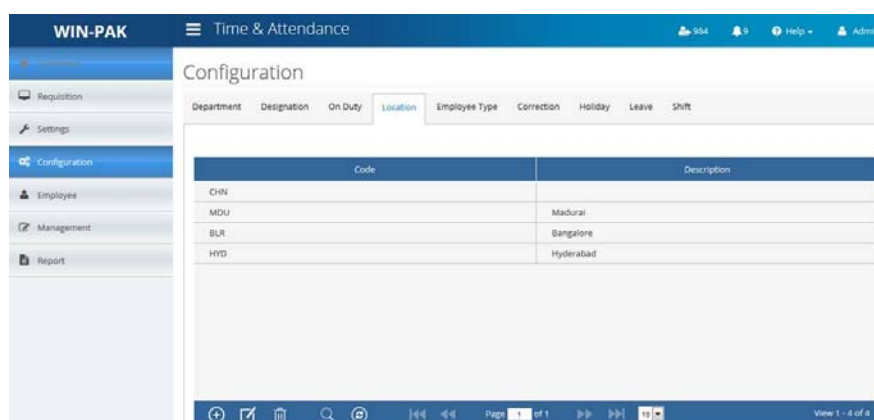 WIN-PAK
Time & Attendance
984
9
Help
Admi
Requisition
Settings
Configuration
Employee
Management
Report
Configuration
Department Designation On Duty Location Employee Type Correction Holiday Leave Shift
Code Description
CHN
MDU Madurai
BLR Bangalore
HYD Hyderabad
Page 1 of 1
10
View 1 - 4 of 4